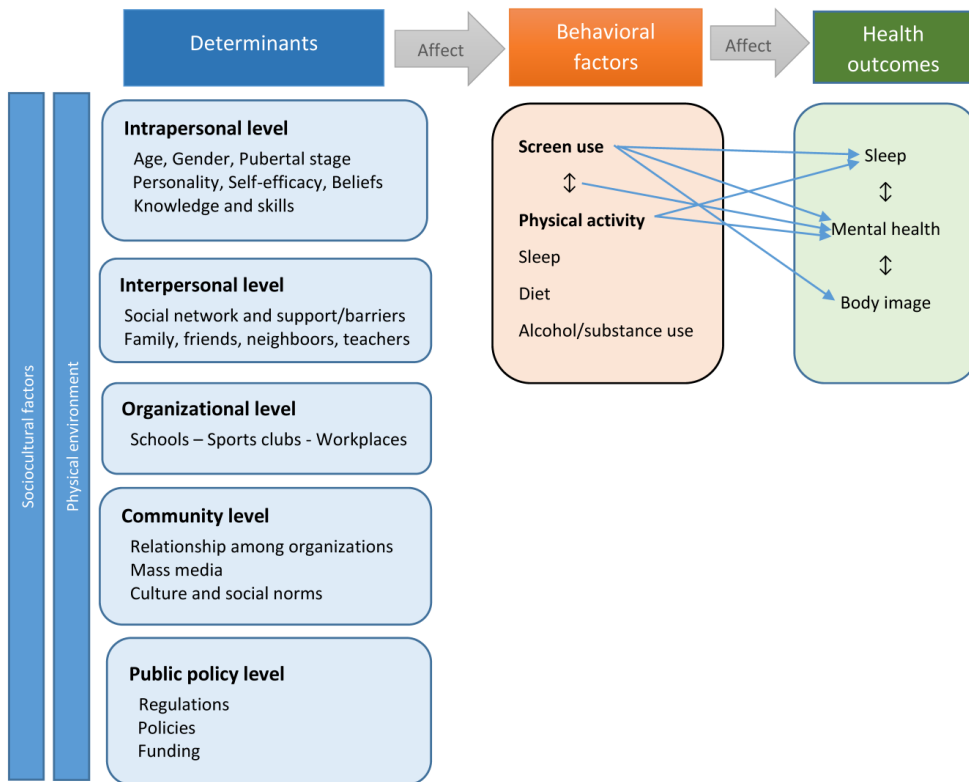 Determinants
Affect
Behavioral
factors
Affect
Health
outcomes
Sociocultural factors
Physical environment
Intrapersonal level
Age, Gender, Pubertal stage
Personality, Self-efficacy, Beliefs
Knowledge and skills
Interpersonal level
Social network and support/barriers
Family, friends, neighboors, teachers
Organizational level
Schools – Sports clubs - Workplaces
Community level
Relationship among organizations
Mass media
Culture and social norms
Public policy level
Regulations
Policies
Funding
Screen use
↕
Physical activity
Sleep
Diet
Alcohol/substance use
Sleep
↕
Mental health
↕
Body image